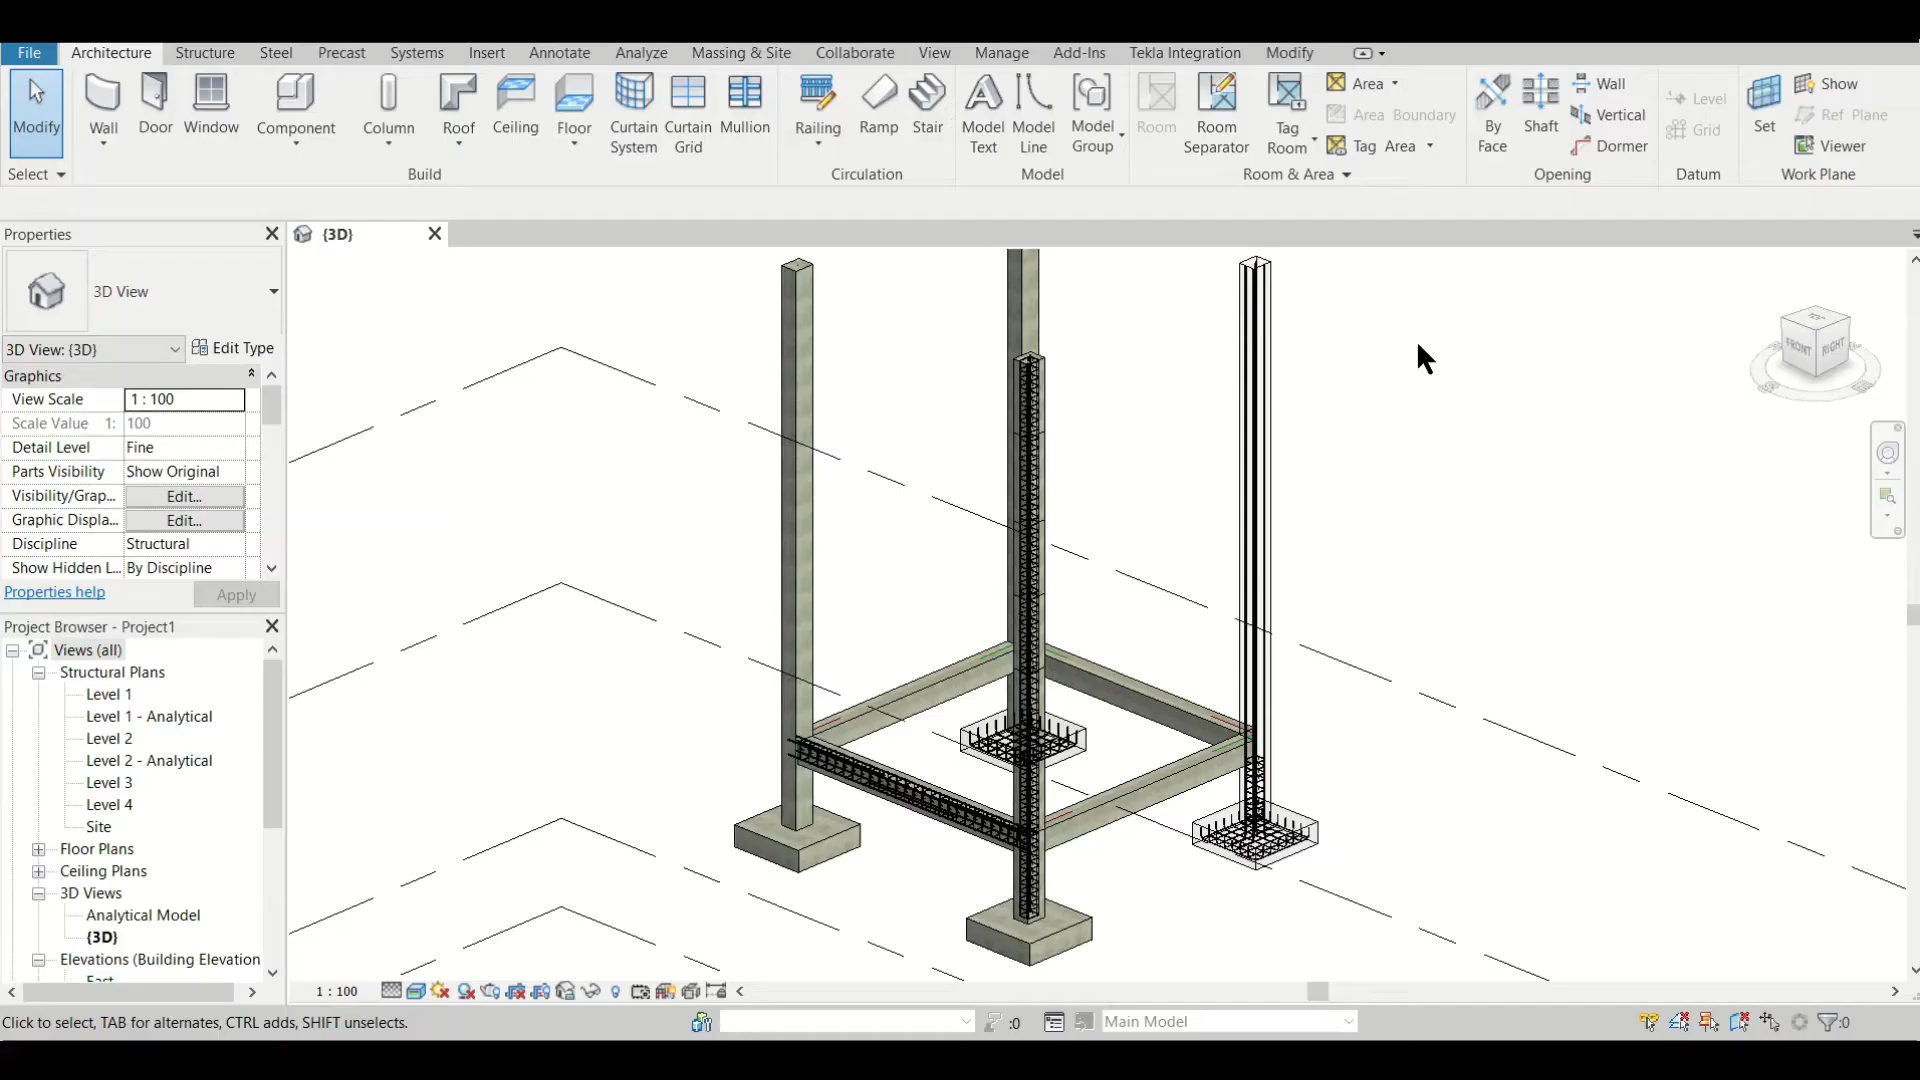 File Architecture Structure Steel Precast Systems Insert Annotate Analyze Massing & Site Collaborate View Manage Add-Ins Tekla Integration Modify
Modify
Wall
Door
Window
Component
Column
Roof
Ceiling
Floor
Curtain System
Curtain Grid
Mullion
Railing
Ramp
Stair
Model Text
Model Line
Model Group
Room
Room Separator
Tag Room
Area
Area Boundary
Tag Area
By Face
Shaft
Wall
Vertical
Dormer
Level
Grid
Set
Show
Ref Plane
Viewer
Select
Build
Circulation
Model
Room & Area
Opening
Datum
Work Plane
Properties
{3D}
3D View
3D View: {3D} Edit Type
Graphics
View Scale 1 : 100
Scale Value 1: 100
Detail Level Fine
Parts Visibility Show Original
Visibility/Grap... Edit...
Graphic Displa... Edit...
Discipline Structural
Show Hidden L... By Discipline
Properties help Apply
Project Browser - Project1
Views (all)
Structural Plans
Level 1
Level 1 - Analytical
Level 2
Level 2 - Analytical
Level 3
Level 4
Site
Floor Plans
Ceiling Plans
3D Views
Analytical Model
{3D}
Elevations (Building Elevation
East
FRONT RIGHT
1 : 100
Click to select, TAB for alternates, CTRL adds, SHIFT unselects.
:0
Main Model
:0